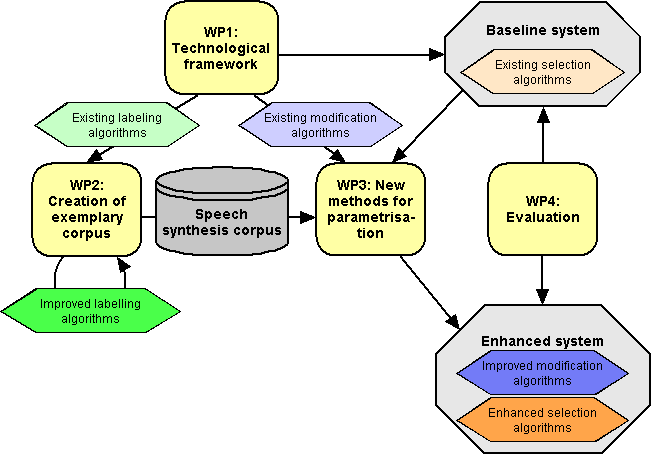 WP1:
Technological
framework
Baseline system
Existing selection
algorithms
Existing labeling
algorithms
Existing modification
algorithms
WP2:
Creation of
exemplary
corpus
Speech
synthesis corpus
WP3: New
methods for
parametrisa-
tion
WP4:
Evaluation
Improved labelling
algorithms
Enhanced system
Improved modification
algorithms
Enhanced selection
algorithms